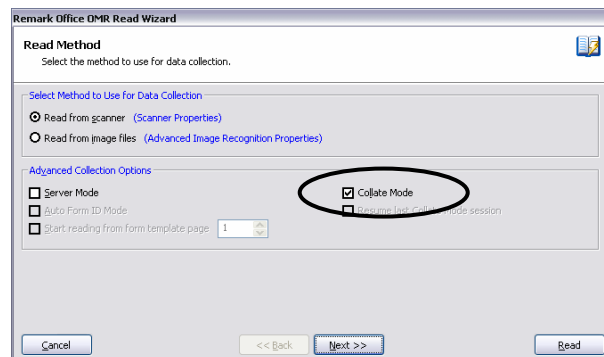 Remark Office OMR Read Wizard
Read Method
Select the method to use for data collection.
Select Method to Use for Data Collection
Read from scanner (Scanner Properties)
Read from image files (Advanced Image Recognition Properties)
Advanced Collection Options
Server Mode
Collate Mode
Auto Form ID Mode
Resume last Collate Mode session
Start reading from form template page 1
Cancel
<< Back
Next >>
Read